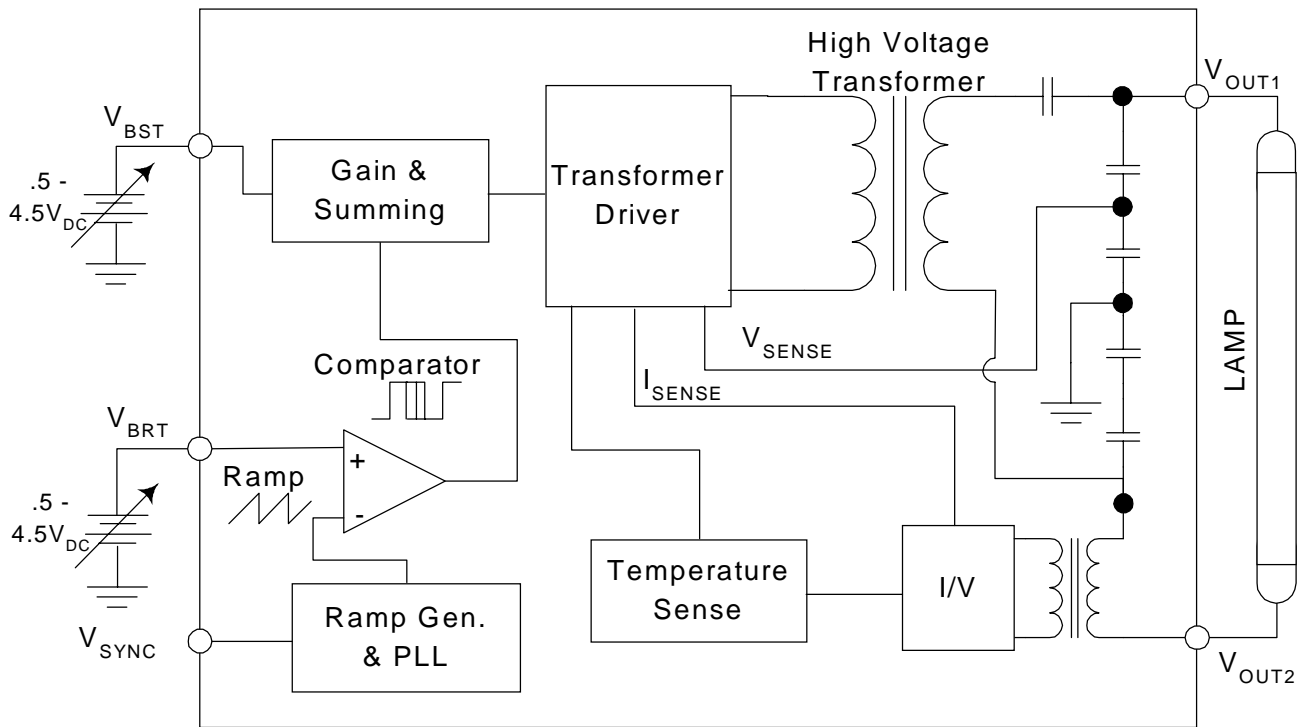 High Voltage
Transformer
V_OUT1
V_BST
Gain &
Summing
Transformer
Driver
.5 -
4.5V_DC
V_SENSE
LAMP
Comparator
I_SENSE
V_BRT
+
Ramp
.5 -
4.5V_DC
-
Temperature
Sense
I/V
Ramp Gen.
& PLL
V_SYNC
V_OUT2